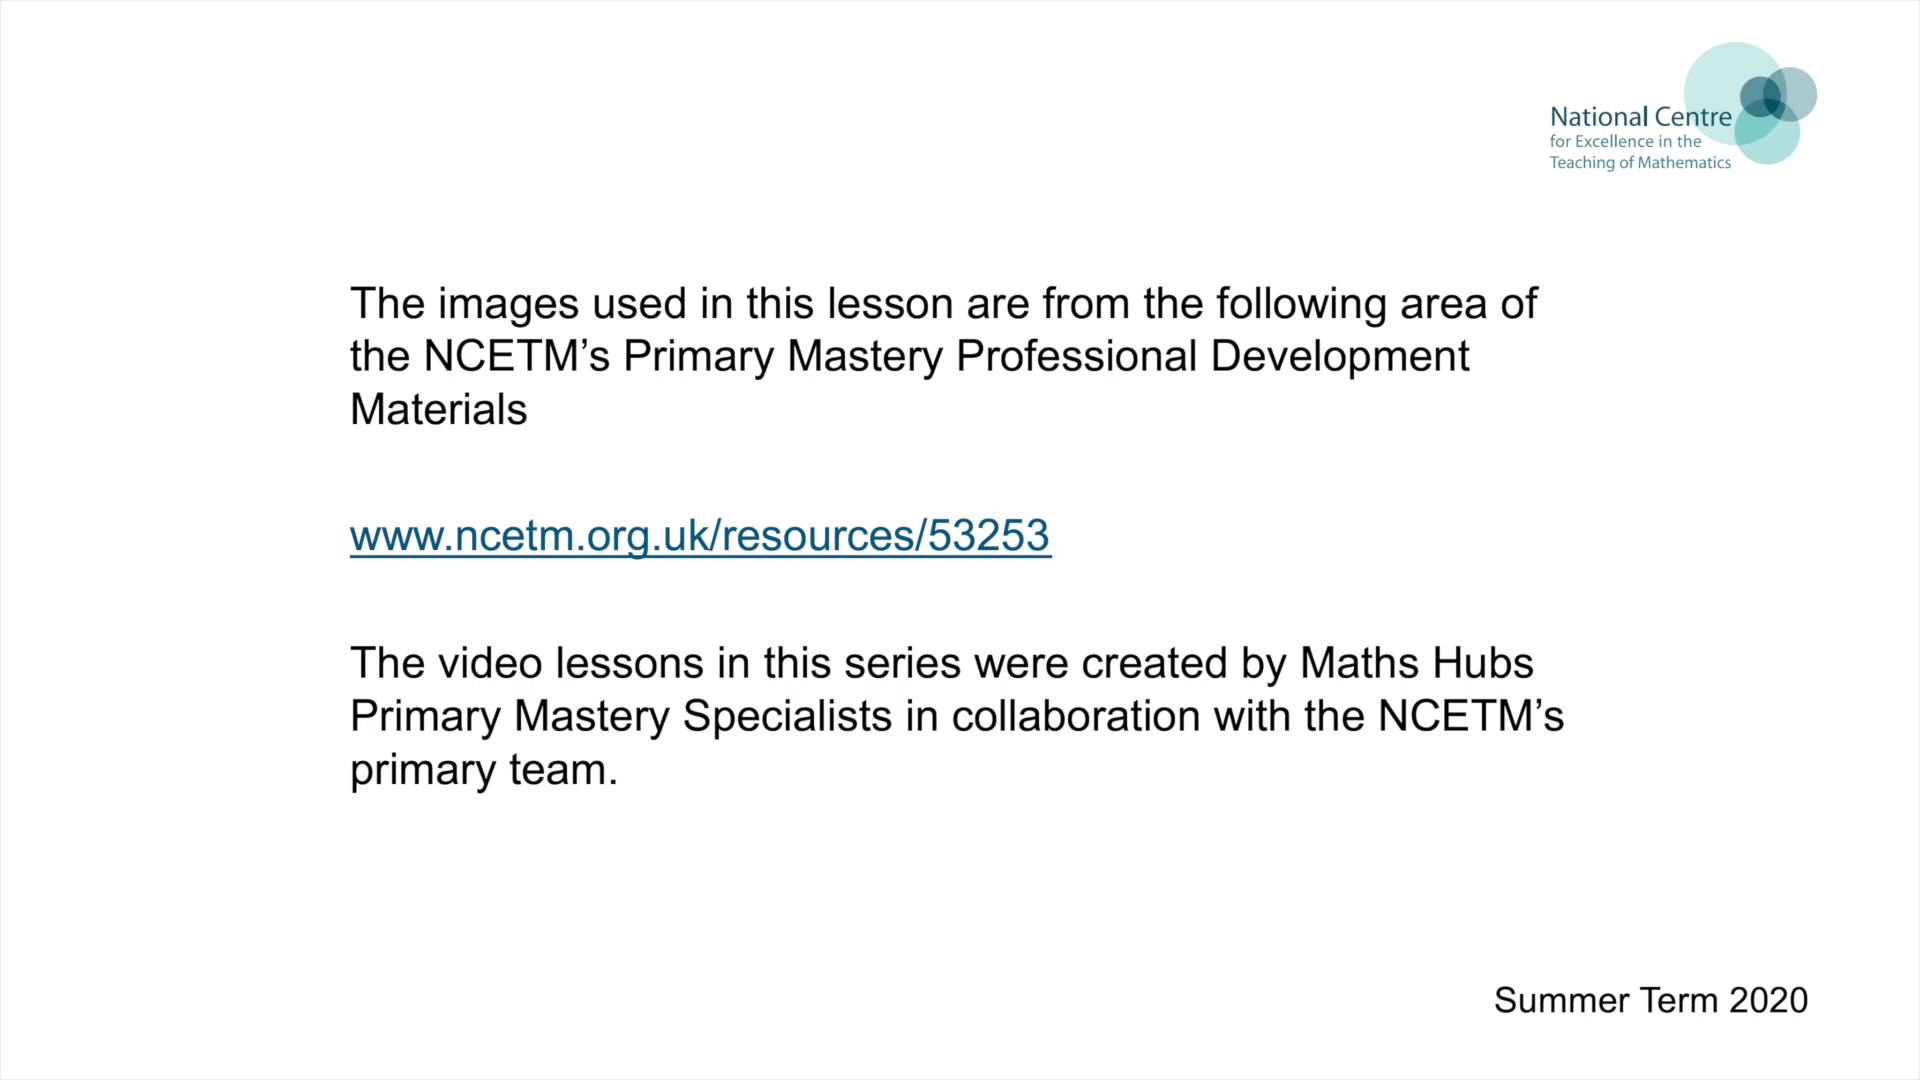 National Centre
for Excellence in the
Teaching of Mathematics
The images used in this lesson are from the following area of
the NCETM’s Primary Mastery Professional Development
Materials
www.ncetm.org.uk/resources/53253
The video lessons in this series were created by Maths Hubs
Primary Mastery Specialists in collaboration with the NCETM’s
primary team.
Summer Term 2020